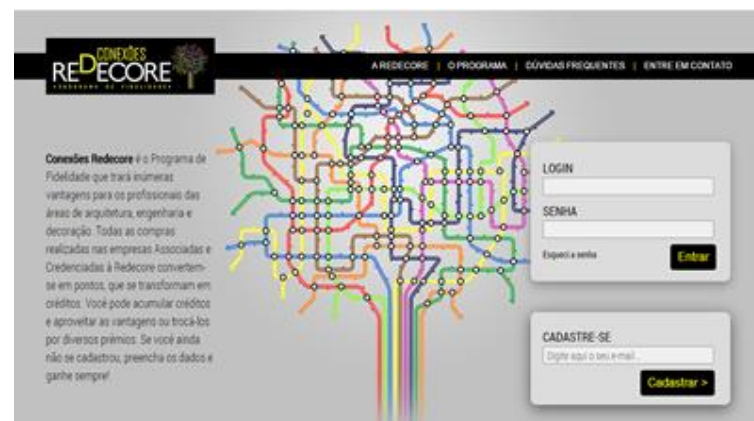 CONEXÕES
REDECORE
PROGRAMA DE FIDELIDADE
A REDECORE | O PROGRAMA | DÚVIDAS FREQUENTES | ENTRE EM CONTATO
Conexões Redecore é o Programa de
Fidelidade que trará inúmeras
vantagens para os profissionais das
áreas de arquitetura, engenharia e
decoração. Todas as compras
realizadas nas empresas Associadas e
Credenciadas à Redecore convertem-
se em pontos, que se transformam em
créditos. Você pode acumular créditos
e aproveitar as vantagens ou trocá-los
por diversos prêmios. Se você ainda
não se cadastrou, preencha os dados e
ganhe sempre!
LOGIN
SENHA
Esqueci a senha
Entrar
CADASTRE-SE
Digite aqui o seu e-mail...
Cadastrar >